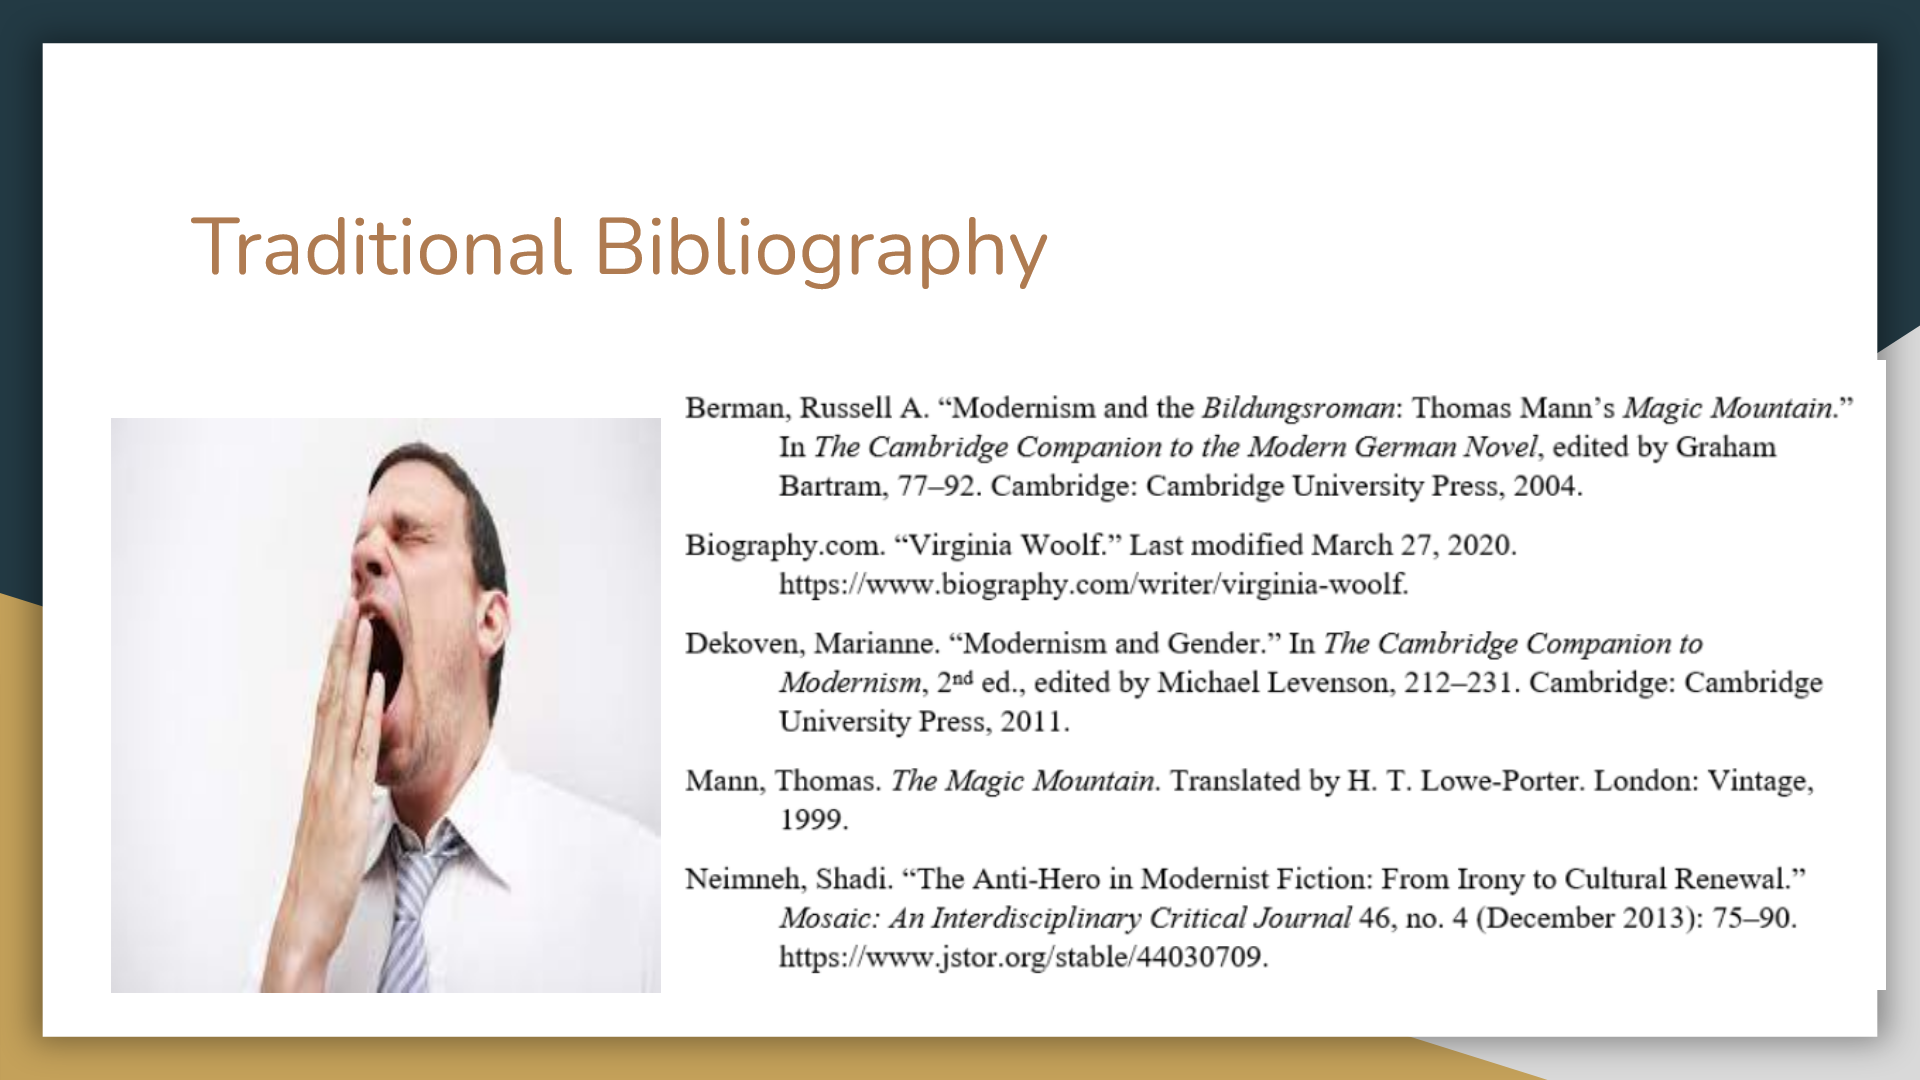 Traditional Bibliography
Berman, Russell A. “Modernism and the Bildungsroman: Thomas Mann’s Magic Mountain.”
In The Cambridge Companion to the Modern German Novel, edited by Graham
Bartram, 77–92. Cambridge: Cambridge University Press, 2004.
Biography.com. “Virginia Woolf.” Last modified March 27, 2020.
https://www.biography.com/writer/virginia-woolf.
Dekoven, Marianne. “Modernism and Gender.” In The Cambridge Companion to
Modernism, 2nd ed., edited by Michael Levenson, 212–231. Cambridge: Cambridge
University Press, 2011.
Mann, Thomas. The Magic Mountain. Translated by H. T. Lowe-Porter. London: Vintage,
1999.
Neimneh, Shadi. “The Anti-Hero in Modernist Fiction: From Irony to Cultural Renewal.”
Mosaic: An Interdisciplinary Critical Journal 46, no. 4 (December 2013): 75–90.
https://www.jstor.org/stable/44030709.